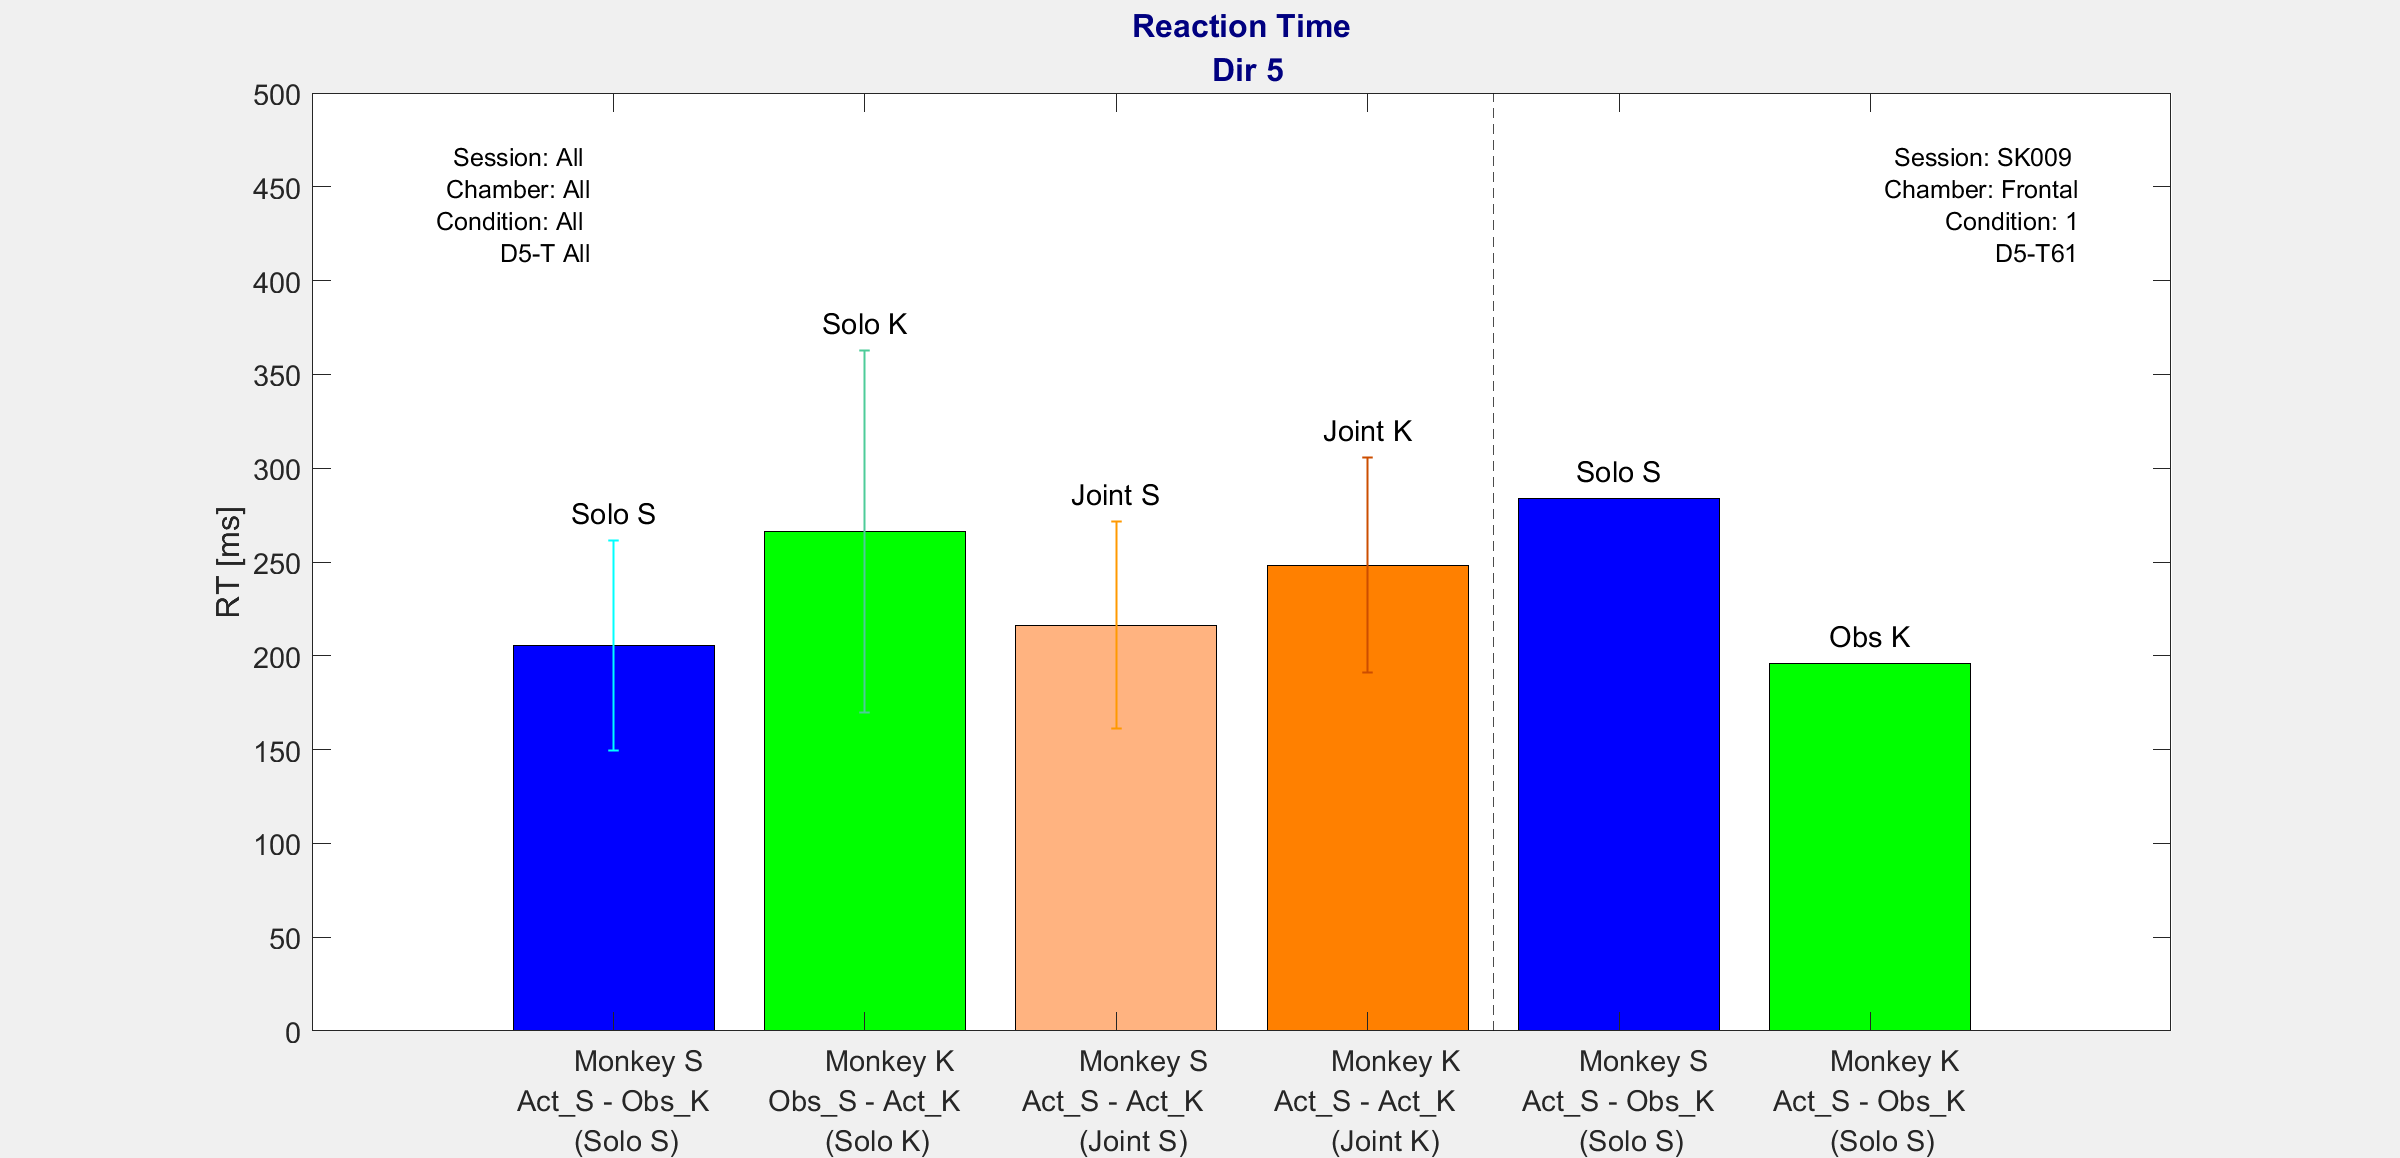 Reaction Time
Dir 5
500
450
400
350
300
250
200
150
100
50
0
RT [ms]
Session: All
Chamber: All
Condition: All
D5-T All
Session: SK009
Chamber: Frontal
Condition: 1
D5-T61
Solo S
Solo K
Joint S
Joint K
Solo S
Obs K
Monkey S
Act_S - Obs_K
(Solo S)
Monkey K
Obs_S - Act_K
(Solo K)
Monkey S
Act_S - Act_K
(Joint S)
Monkey K
Act_S - Act_K
(Joint K)
Monkey S
Act_S - Obs_K
(Solo S)
Monkey K
Act_S - Obs_K
(Solo S)